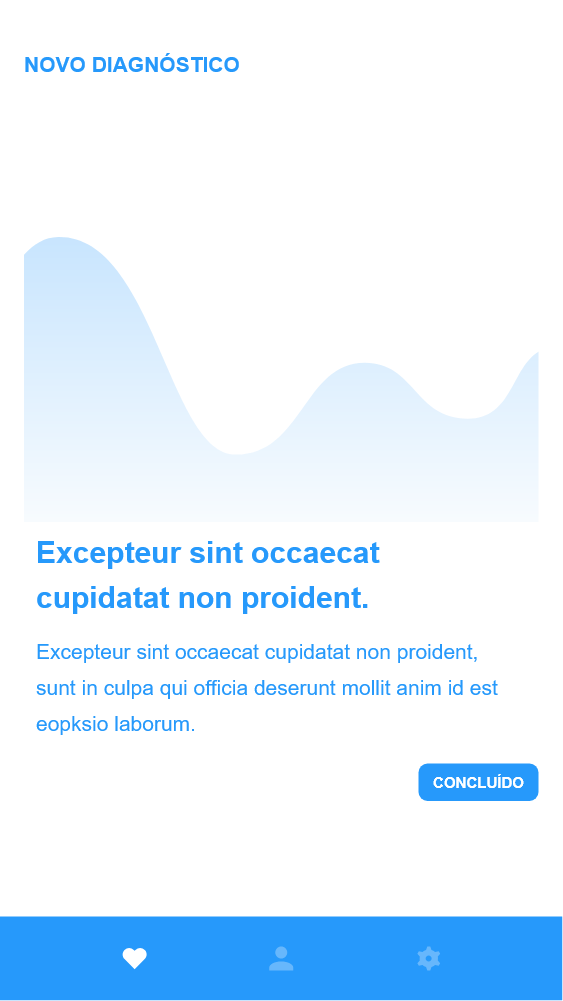 NOVO DIAGNÓSTICO
Excepteur sint occaecat
cupidatat non proident.
Excepteur sint occaecat cupidatat non proident,
sunt in culpa qui officia deserunt mollit anim id est
eopksio laborum.
CONCLUÍDO